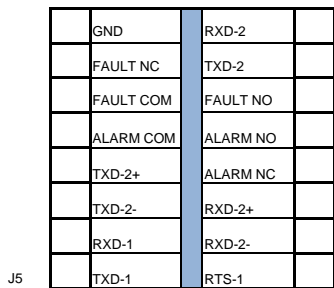 GND RXD-2
FAULT NC TXD-2
FAULT COM FAULT NO
ALARM COM ALARM NO
TXD-2+ ALARM NC
TXD-2- RXD-2+
RXD-1 RXD-2-
J5 TXD-1 RTS-1